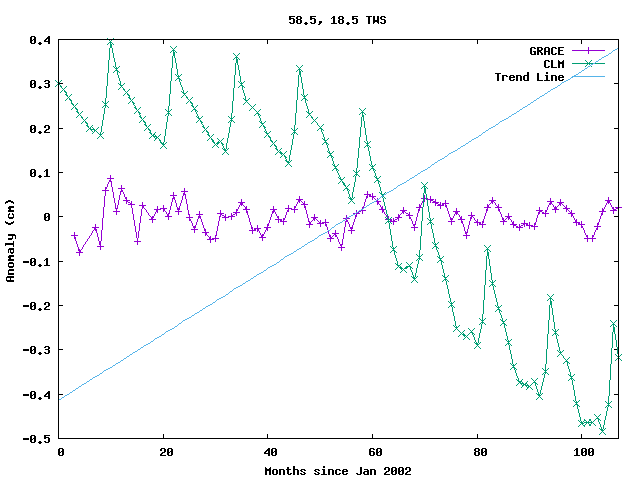 58.5, 18.5 TWS
GRACE
CLM
Trend Line
0.4
0.3
0.2
0.1
0
-0.1
-0.2
-0.3
-0.4
-0.5
Anomaly (cm)
0 20 40 60 80 100
Months since Jan 2002